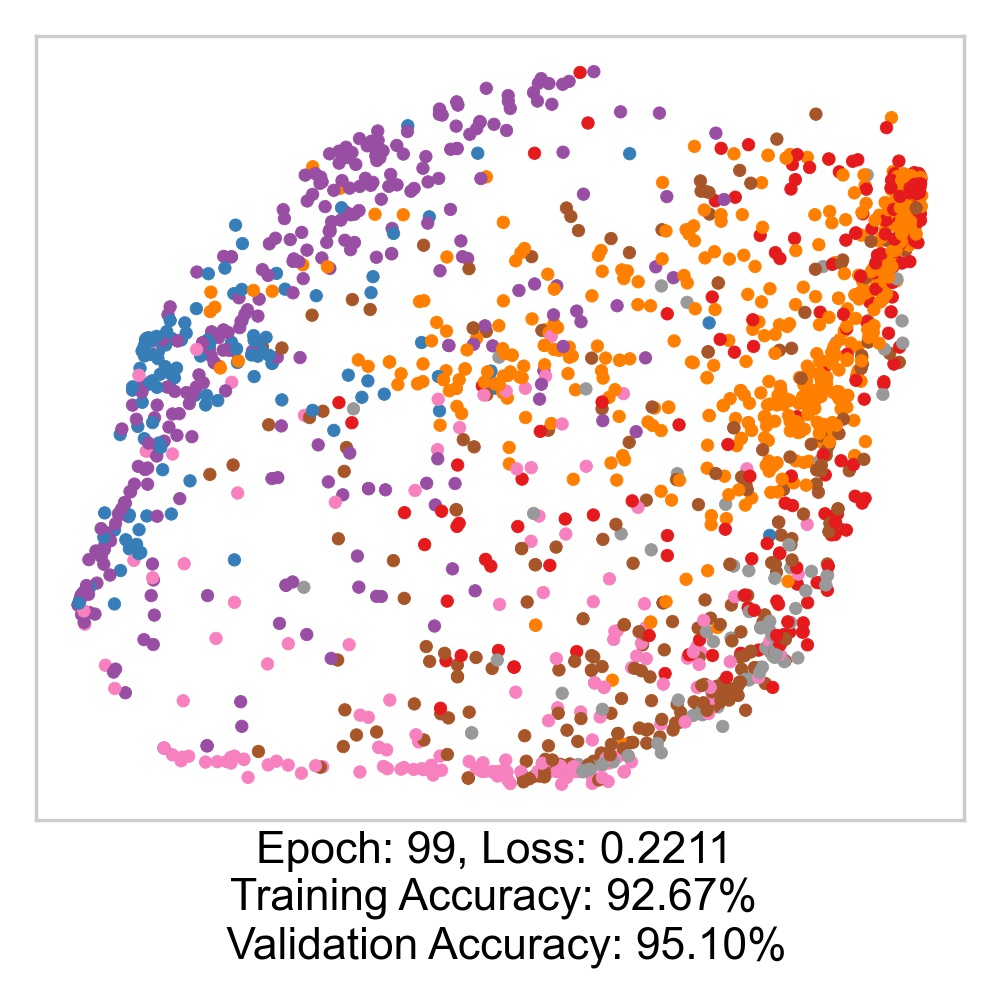 Epoch: 99, Loss: 0.2211
Training Accuracy: 92.67%
Validation Accuracy: 95.10%